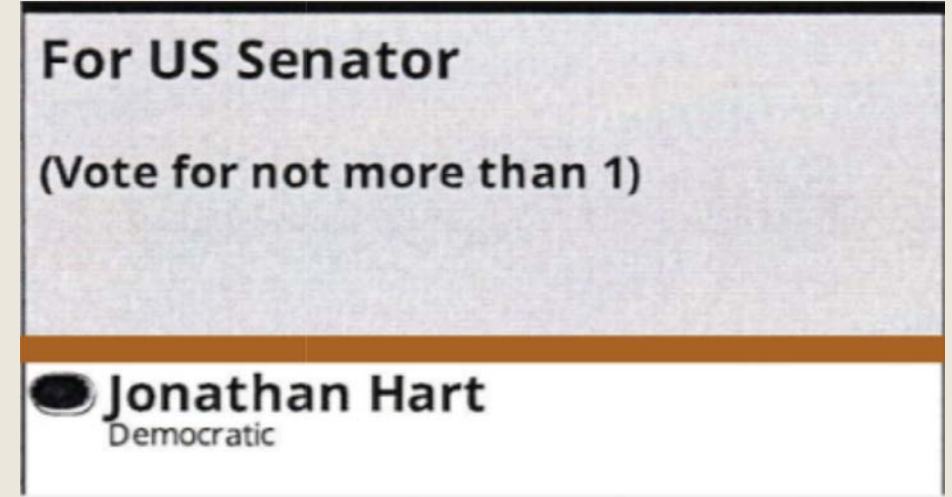 For US Senator
(Vote for not more than 1)
Jonathan Hart
Democratic